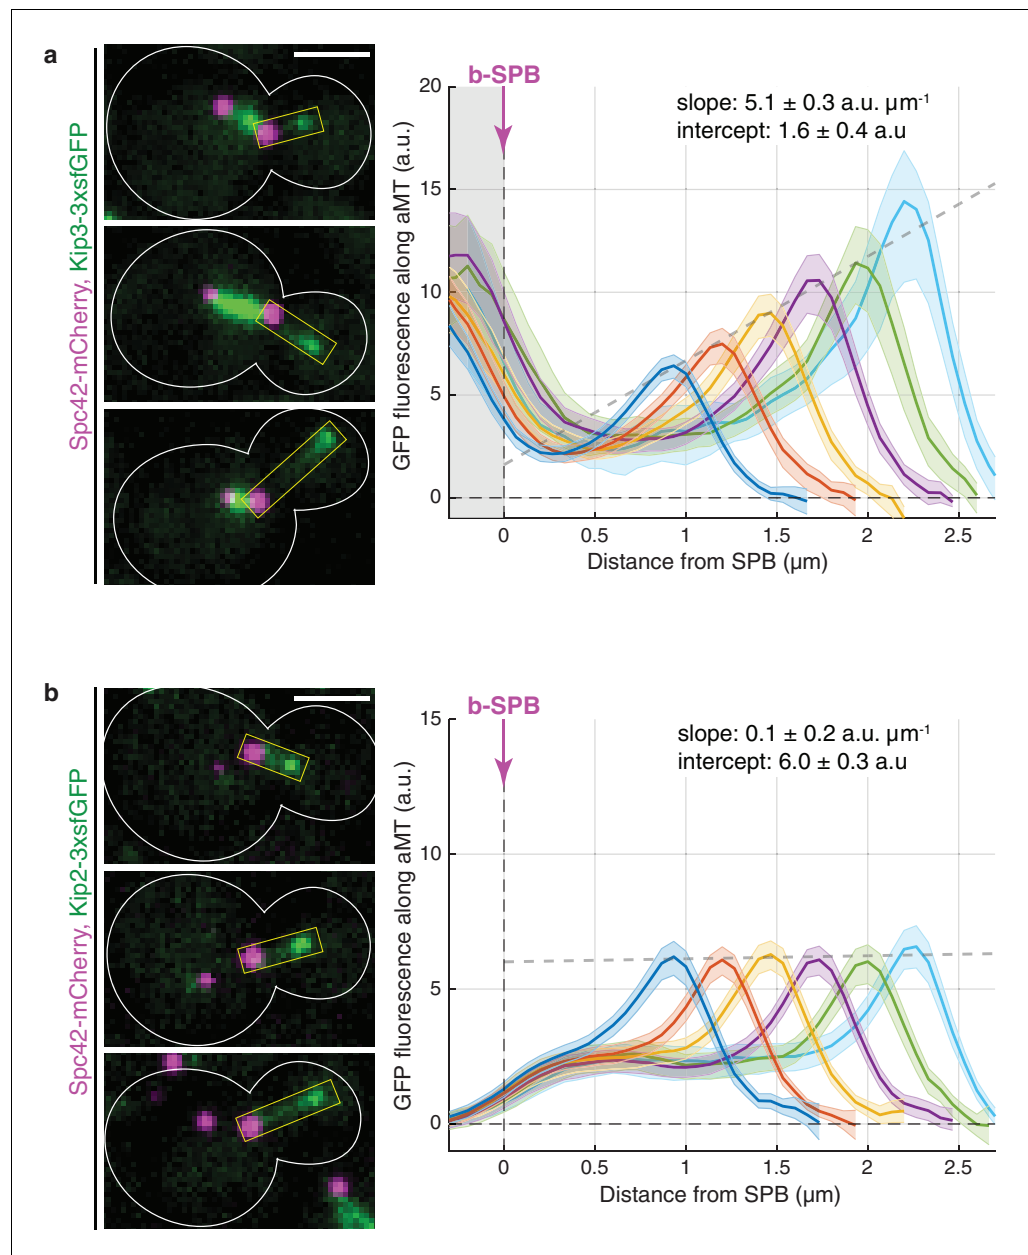 a
Spc42-mCherry, Kip3-3xsfGFP
b-SPB
slope: 5.1 ± 0.3 a.u. µm⁻¹
intercept: 1.6 ± 0.4 a.u
GFP fluorescence along aMT (a.u.)
20
15
10
5
0
0 0.5 1 1.5 2 2.5
Distance from SPB (µm)
b
Spc42-mCherry, Kip2-3xsfGFP
b-SPB
slope: 0.1 ± 0.2 a.u. µm⁻¹
intercept: 6.0 ± 0.3 a.u
GFP fluorescence along aMT (a.u.)
15
10
5
0
0 0.5 1 1.5 2 2.5
Distance from SPB (µm)